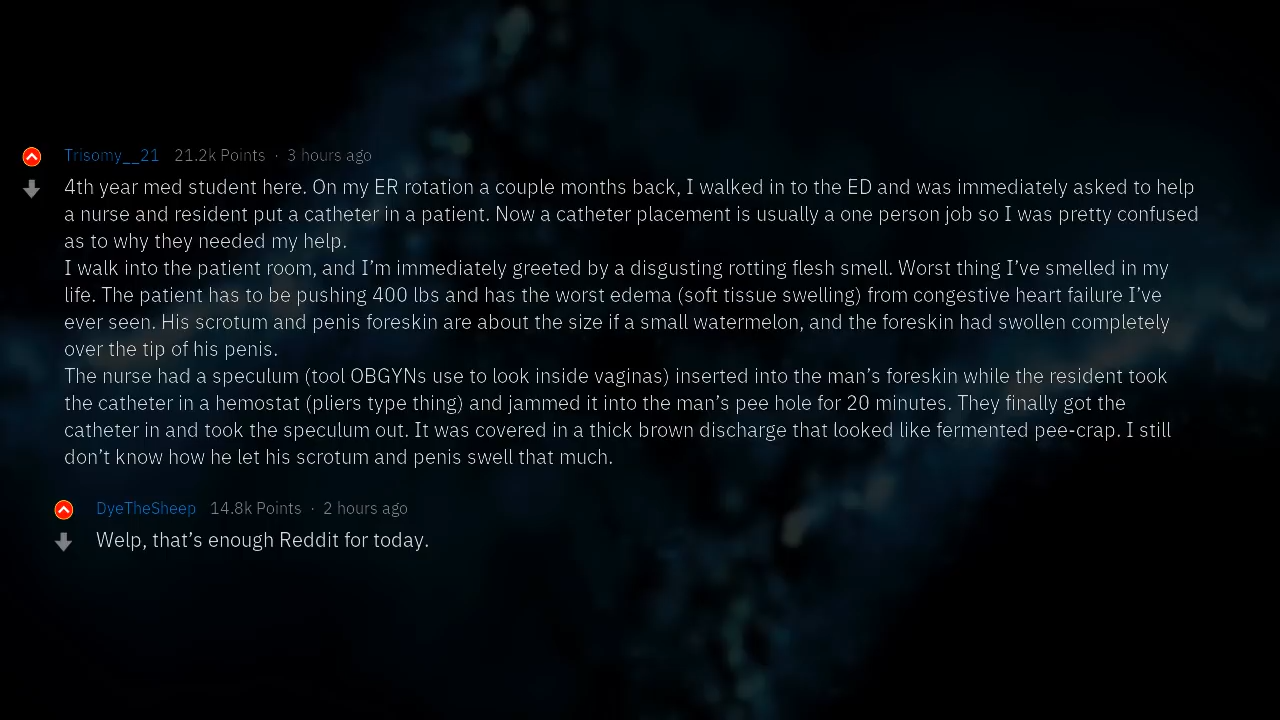 Trisomy__21 21.2k Points · 3 hours ago
4th year med student here. On my ER rotation a couple months back, I walked in to the ED and was immediately asked to help
a nurse and resident put a catheter in a patient. Now a catheter placement is usually a one person job so I was pretty confused
as to why they needed my help.
I walk into the patient room, and I’m immediately greeted by a disgusting rotting flesh smell. Worst thing I’ve smelled in my
life. The patient has to be pushing 400 lbs and has the worst edema (soft tissue swelling) from congestive heart failure I’ve
ever seen. His scrotum and penis foreskin are about the size if a small watermelon, and the foreskin had swollen completely
over the tip of his penis.
The nurse had a speculum (tool OBGYNs use to look inside vaginas) inserted into the man’s foreskin while the resident took
the catheter in a hemostat (pliers type thing) and jammed it into the man’s pee hole for 20 minutes. They finally got the
catheter in and took the speculum out. It was covered in a thick brown discharge that looked like fermented pee-crap. I still
don’t know how he let his scrotum and penis swell that much.
DyeTheSheep 14.8k Points · 2 hours ago
Welp, that’s enough Reddit for today.